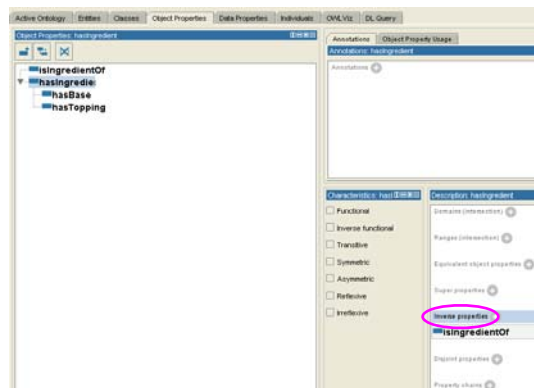 Active Ontology Entities Classes Object Properties Data Properties Individuals OWLViz DL Query
Object Properties: hasIngredient
isIngredientOf
hasIngredie
hasBase
hasTopping
Annotations Object Property Usage
Annotations: hasIngredient
Annotations
Characteristics: hasI
Functional
Inverse functional
Transitive
Symmetric
Asymmetric
Reflexive
Irreflexive
Description: hasIngredient
Domains (intersection)
Ranges (intersection)
Equivalent object properties
Super properties
Inverse properties
isIngredientOf
Disjoint properties
Property chains